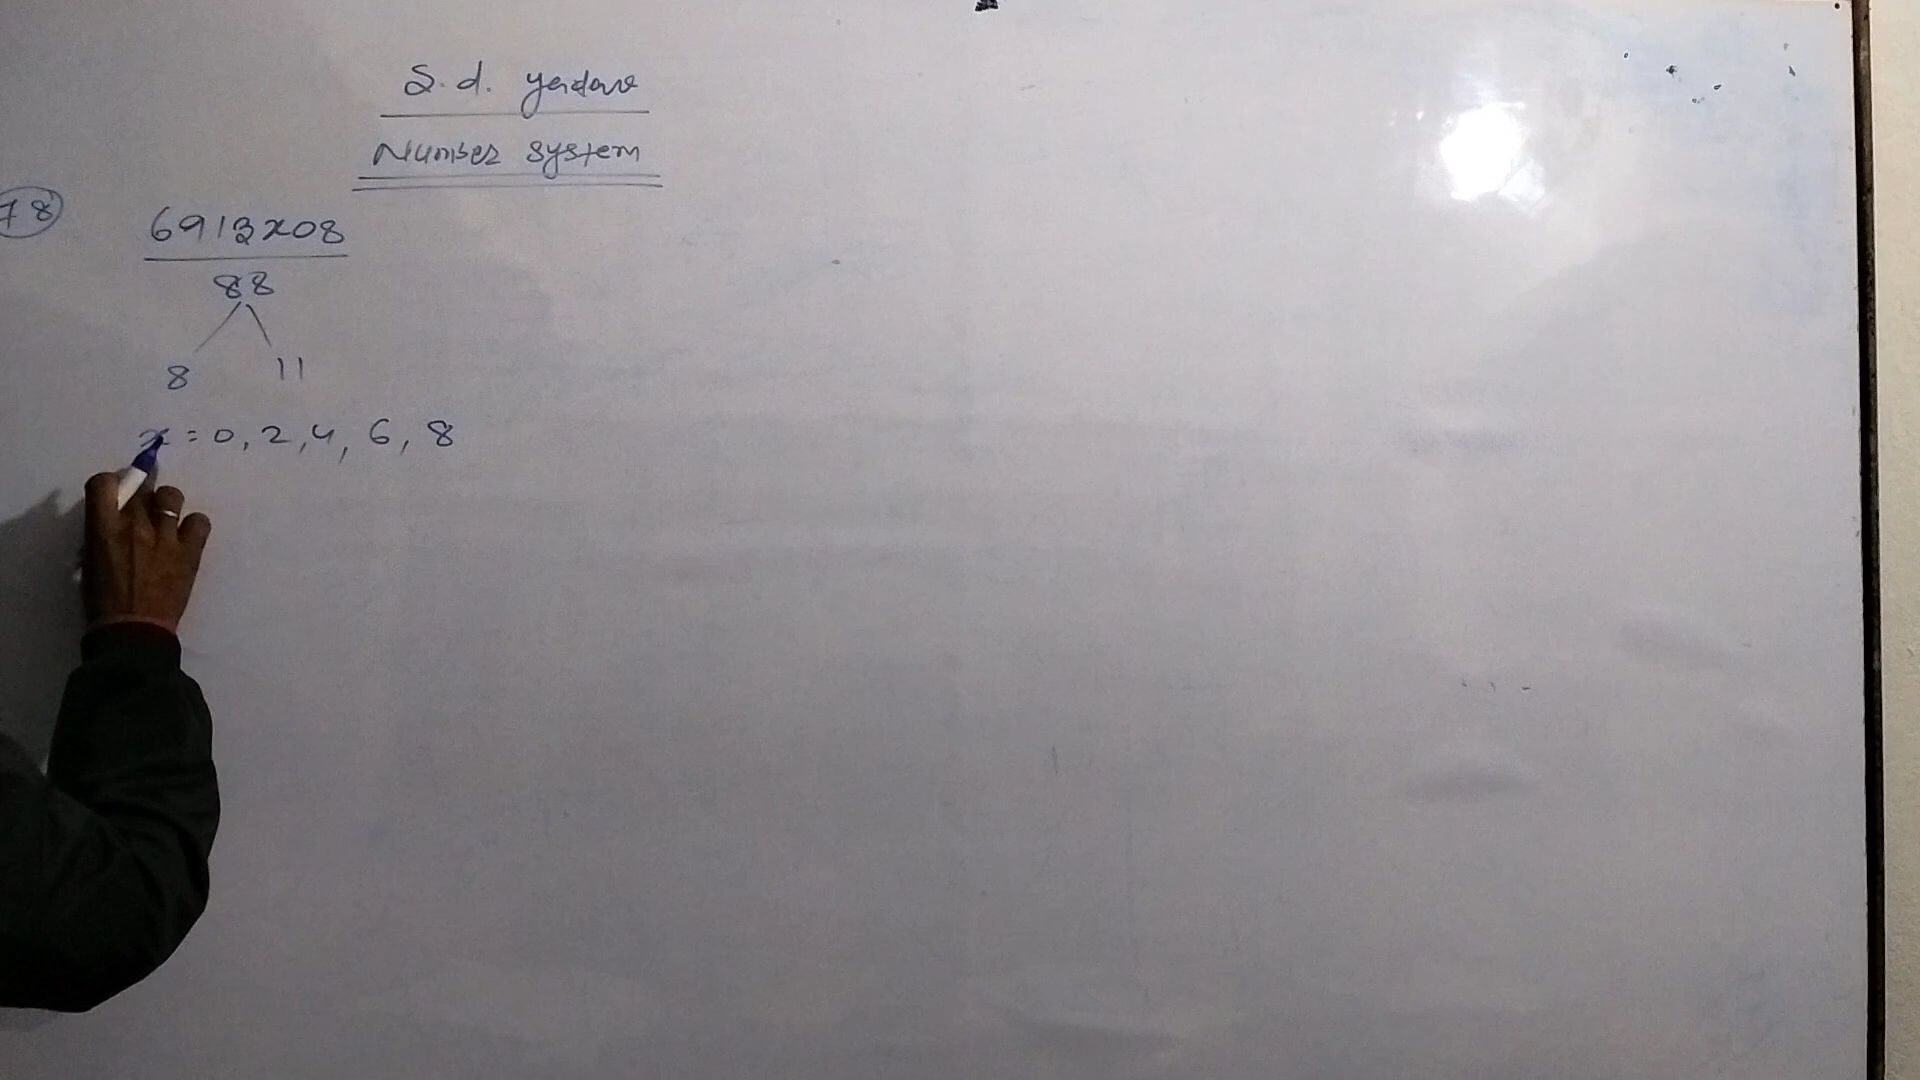 S. d. yadav
Number system
78
6913x08
88
8 11
x = 0, 2, 4, 6, 8